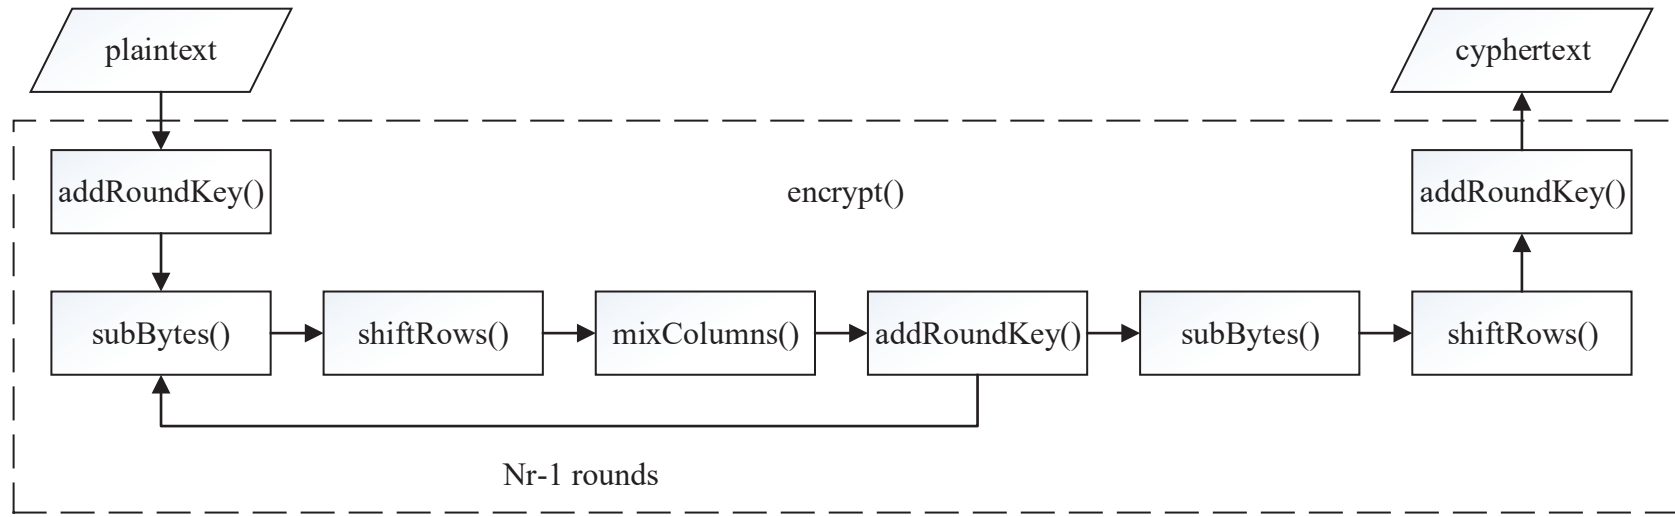 plaintext
cyphertext
addRoundKey()
encrypt()
addRoundKey()
subBytes()
shiftRows()
mixColumns()
addRoundKey()
subBytes()
shiftRows()
Nr-1 rounds